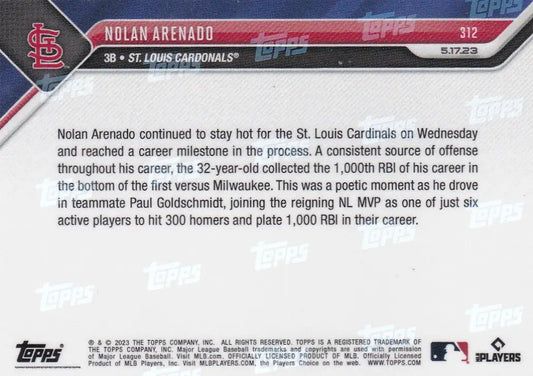 NOLAN ARENADO
312
3B • ST. LOUIS CARDONALS®
5.17.23
Nolan Arenado continued to stay hot for the St. Louis Cardinals on Wednesday
and reached a career milestone in the process. A consistent source of offense
throughout his career, the 32-year-old collected the 1,000th RBI of his career in
the bottom of the first versus Milwaukee. This was a poetic moment as he drove
in teammate Paul Goldschmidt, joining the reigning NL MVP as one of just six
active players to hit 300 homers and plate 1,000 RBI in their career.
® & © 2023 THE TOPPS COMPANY, INC. ALL RIGHTS RESERVED. TOPPS IS A REGISTERED TRADEMARK OF
THE TOPPS COMPANY, INC. Major League Baseball trademarks and copyrights are used with permission of
Major League Baseball. Visit MLB.com. OFFICIALLY LICENSED PRODUCT OF MLB. Officially Licensed
Product of MLB Players, Inc. Visit MLBPLAYERS.com, the Players Choice on the web.
CODE#
TOPPS
PLAYERS